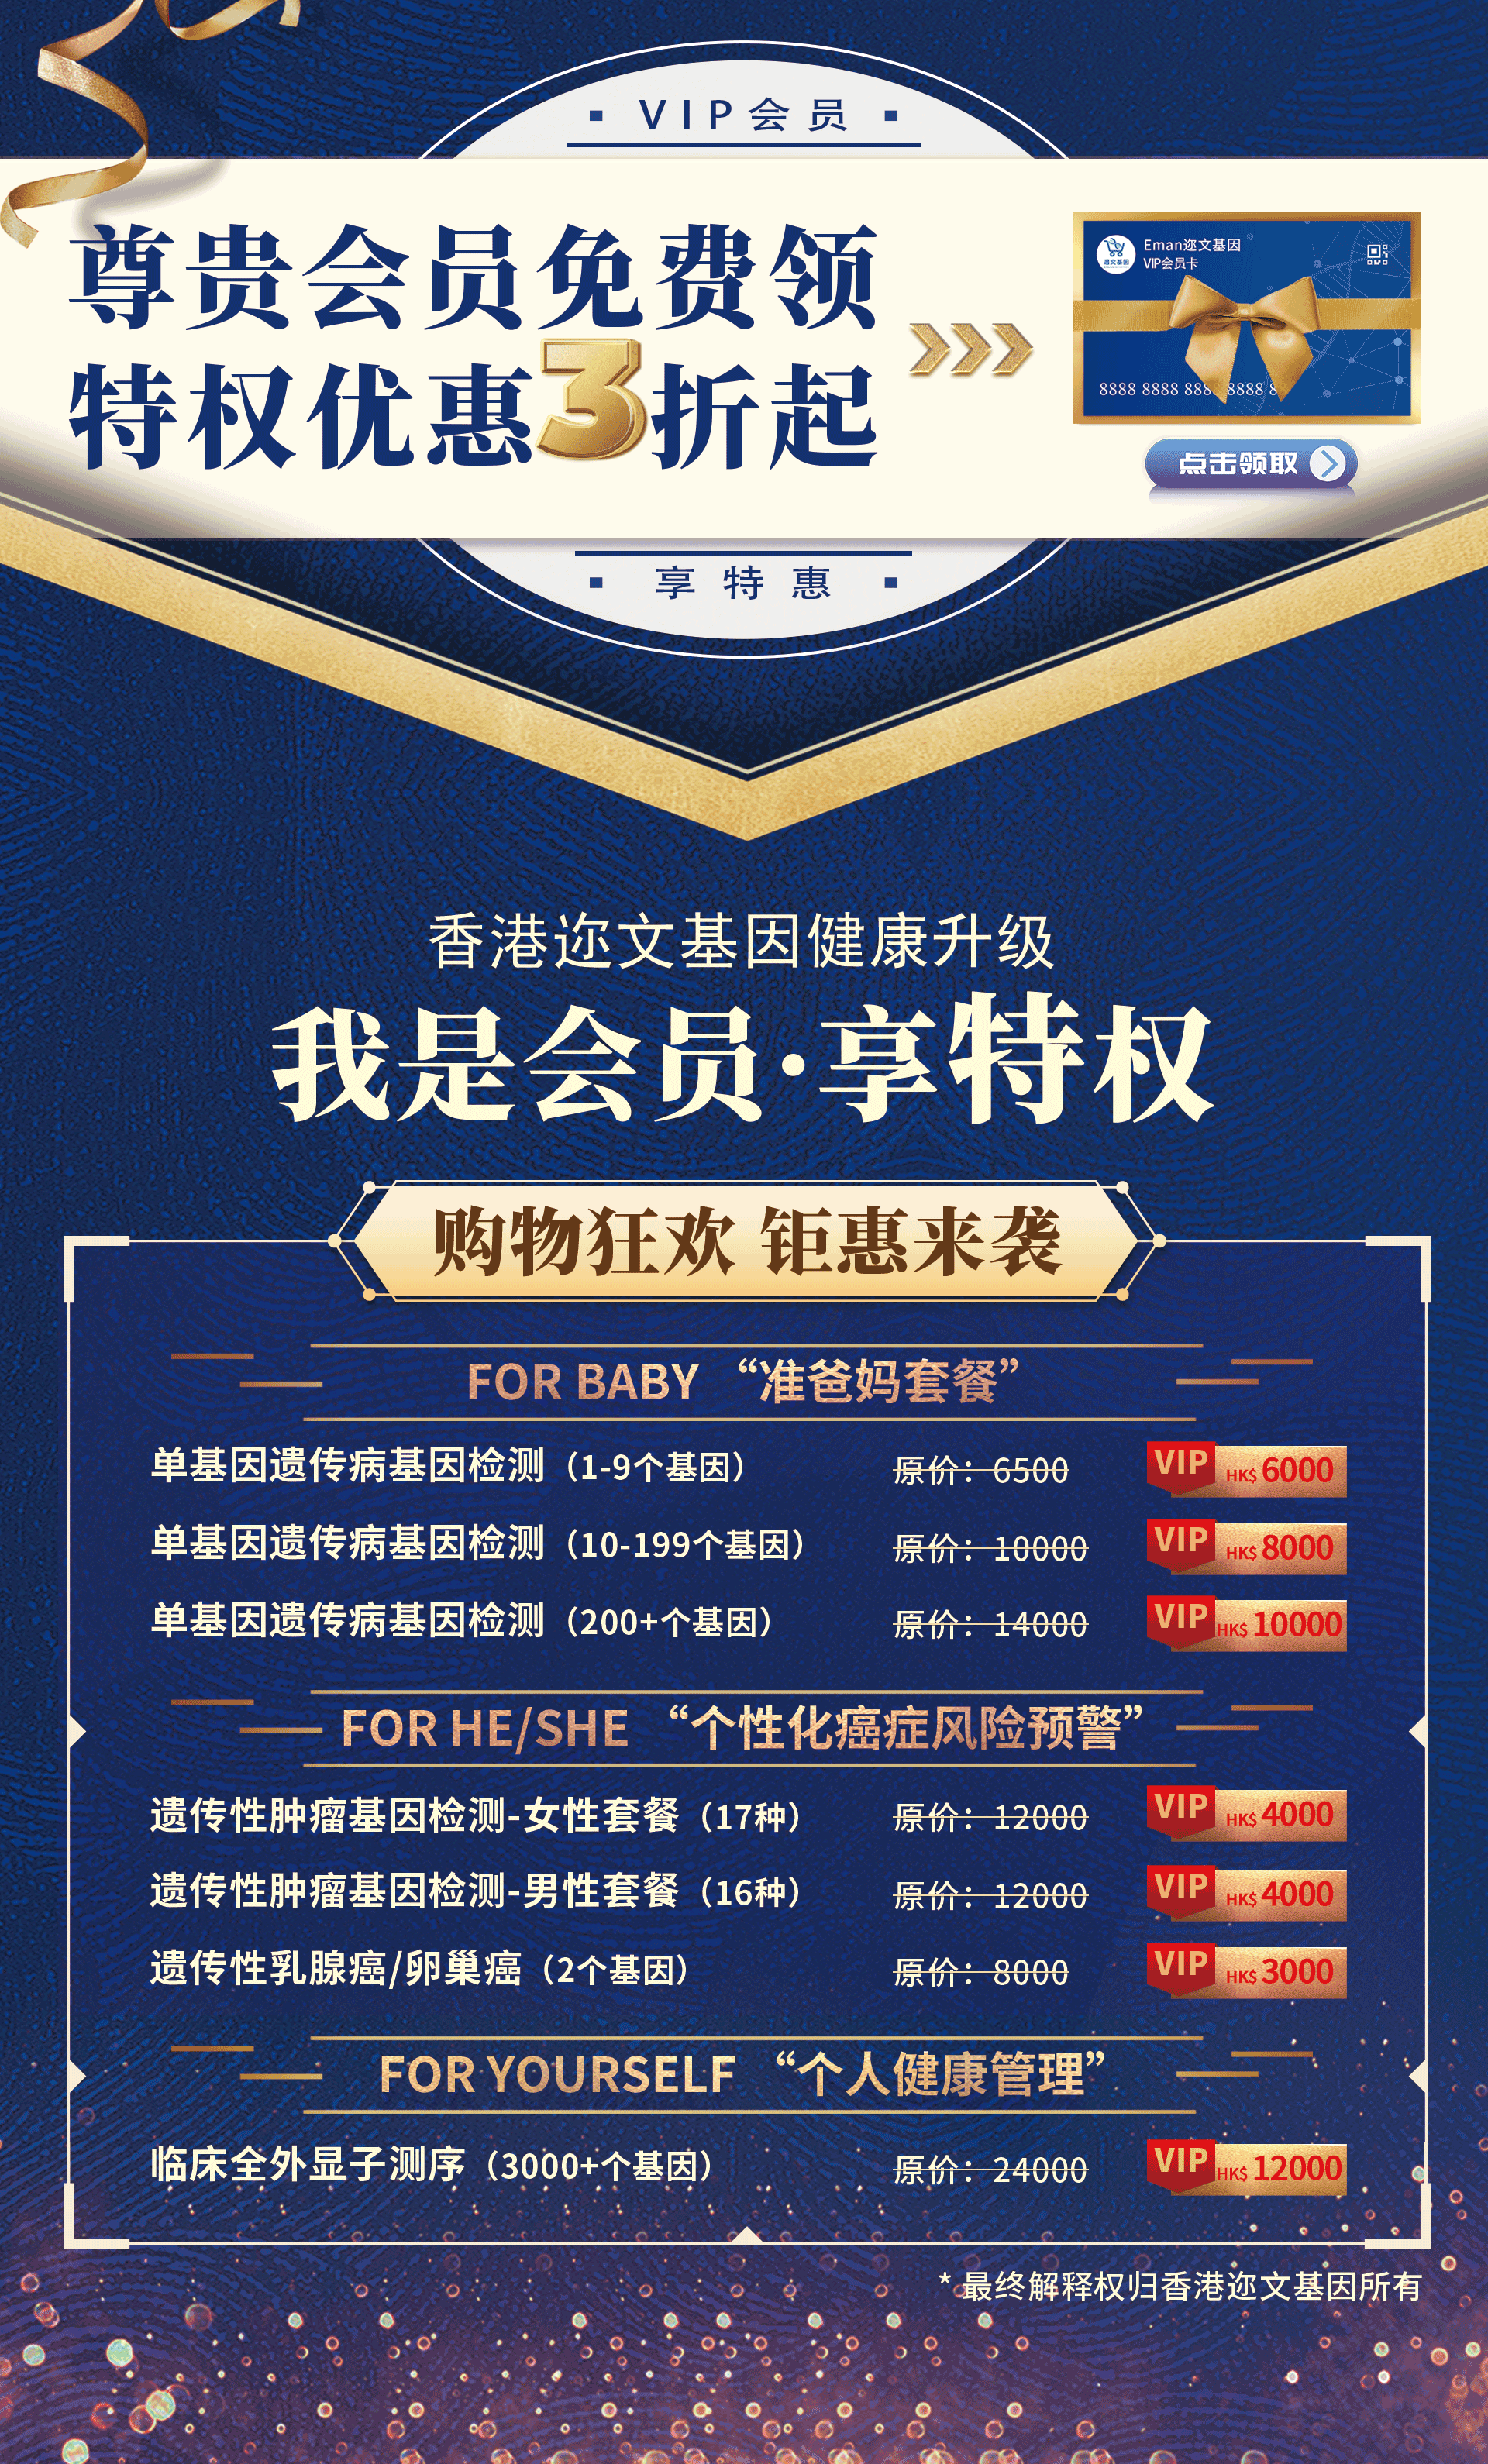 VIP会员
尊贵会员免费领
特权优惠3折起
Eman迩文基因
VIP会员卡
迩文基因
8888 8888 888 8888 8
点击领取
享特惠
香港迩文基因健康升级
我是会员·享特权
购物狂欢 钜惠来袭
FOR BABY “准爸妈套餐”
单基因遗传病基因检测（1-9个基因） 原价：6500 VIP HK$ 6000
单基因遗传病基因检测（10-199个基因） 原价：10000 VIP HK$ 8000
单基因遗传病基因检测（200+个基因） 原价：14000 VIP HK$ 10000
FOR HE/SHE “个性化癌症风险预警”
遗传性肿瘤基因检测-女性套餐（17种） 原价：12000 VIP HK$ 4000
遗传性肿瘤基因检测-男性套餐（16种） 原价：12000 VIP HK$ 4000
遗传性乳腺癌/卵巢癌（2个基因） 原价：8000 VIP HK$ 3000
FOR YOURSELF “个人健康管理”
临床全外显子测序（3000+个基因） 原价：24000 VIP HK$ 12000
* 最终解释权归香港迩文基因所有